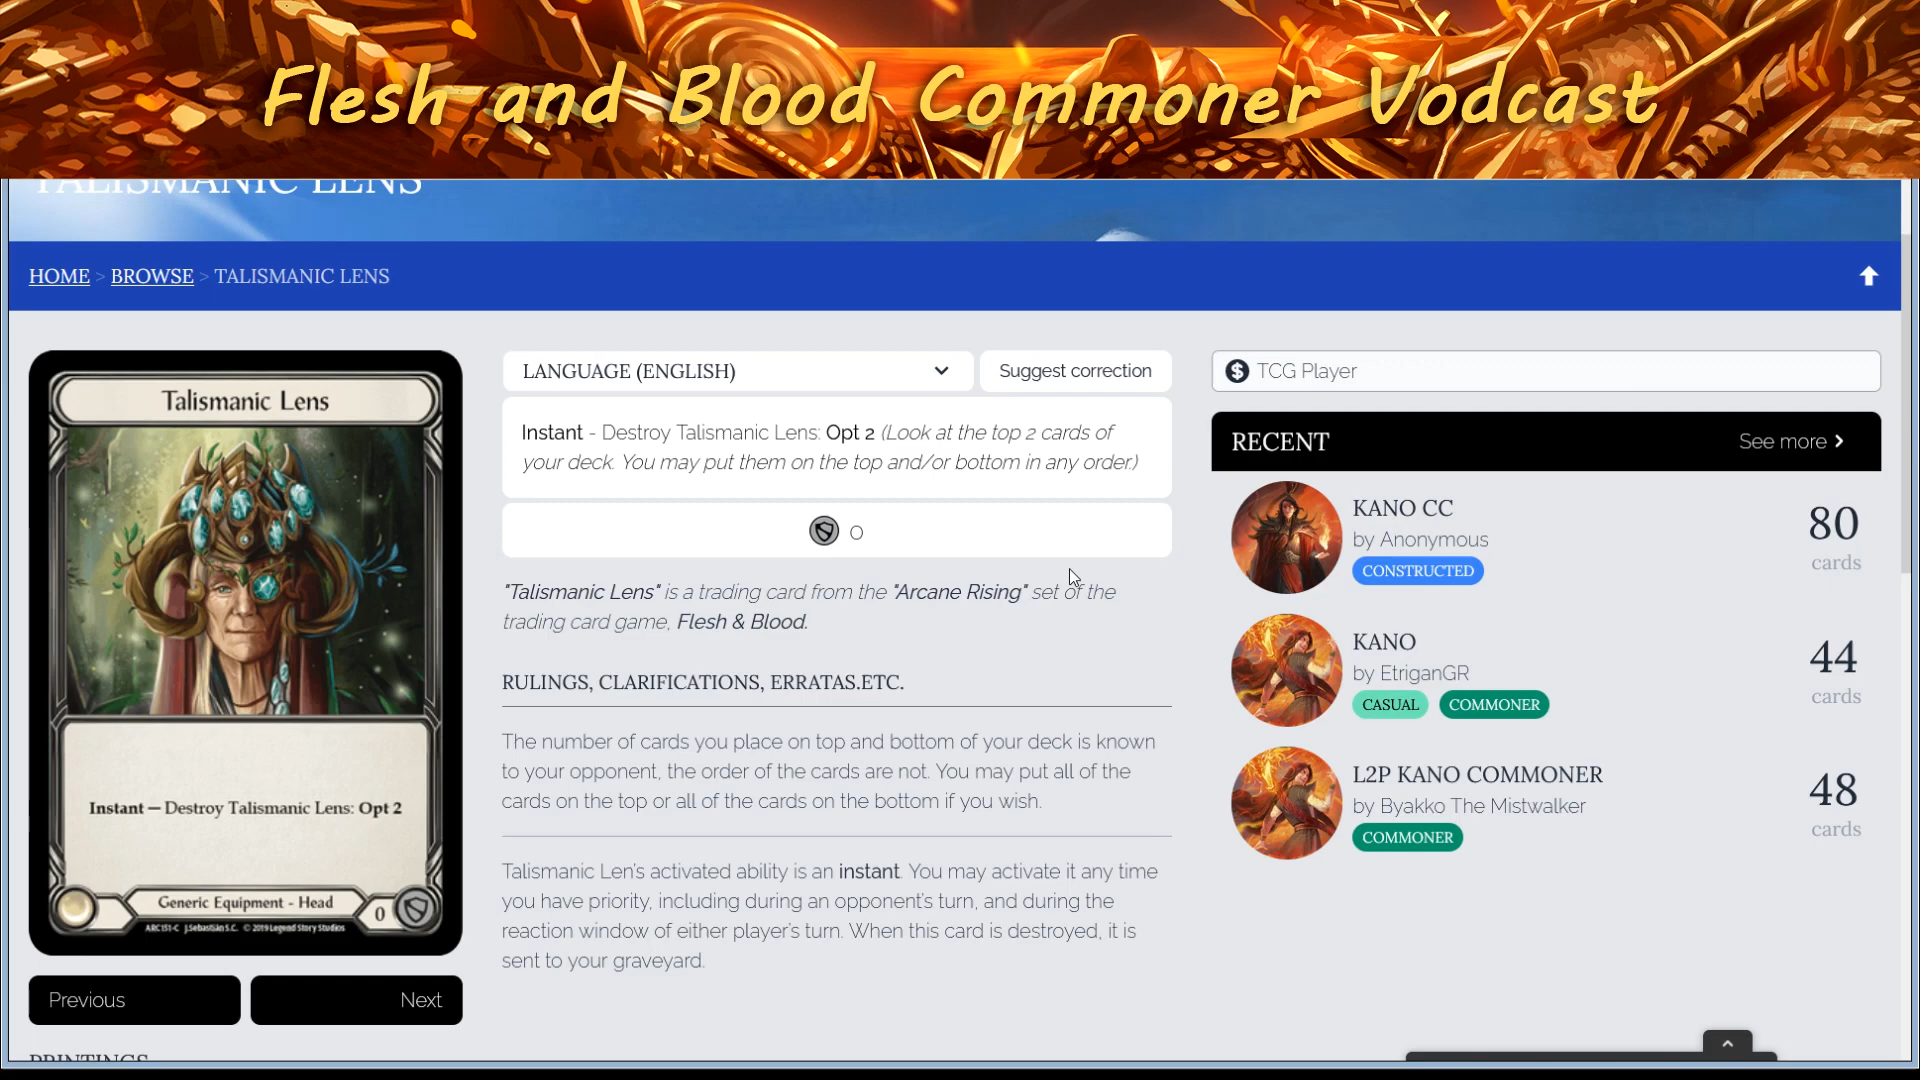 Flesh and Blood Commoner Vodcast
TALISMANIC LENS
HOME > BROWSE > TALISMANIC LENS
Talismanic Lens
Instant — Destroy Talismanic Lens: Opt 2
Generic Equipment - Head
0
ARC151-C J.Sebastián S.C. © 2019 Legend Story Studios
Previous
Next
PRINTINGS
LANGUAGE (ENGLISH)
Suggest correction
Instant - Destroy Talismanic Lens: Opt 2 (Look at the top 2 cards of
your deck. You may put them on the top and/or bottom in any order.)
0
"Talismanic Lens" is a trading card from the "Arcane Rising" set of the
trading card game, Flesh & Blood.
RULINGS, CLARIFICATIONS, ERRATAS.ETC.
The number of cards you place on top and bottom of your deck is known
to your opponent, the order of the cards are not. You may put all of the
cards on the top or all of the cards on the bottom if you wish.
Talismanic Len's activated ability is an instant. You may activate it any time
you have priority, including during an opponent's turn, and during the
reaction window of either player's turn. When this card is destroyed, it is
sent to your graveyard.
$ TCG Player
RECENT
See more
KANO CC
by Anonymous
CONSTRUCTED
80
cards
KANO
by EtriganGR
CASUAL COMMONER
44
cards
L2P KANO COMMONER
by Byakko The Mistwalker
COMMONER
48
cards